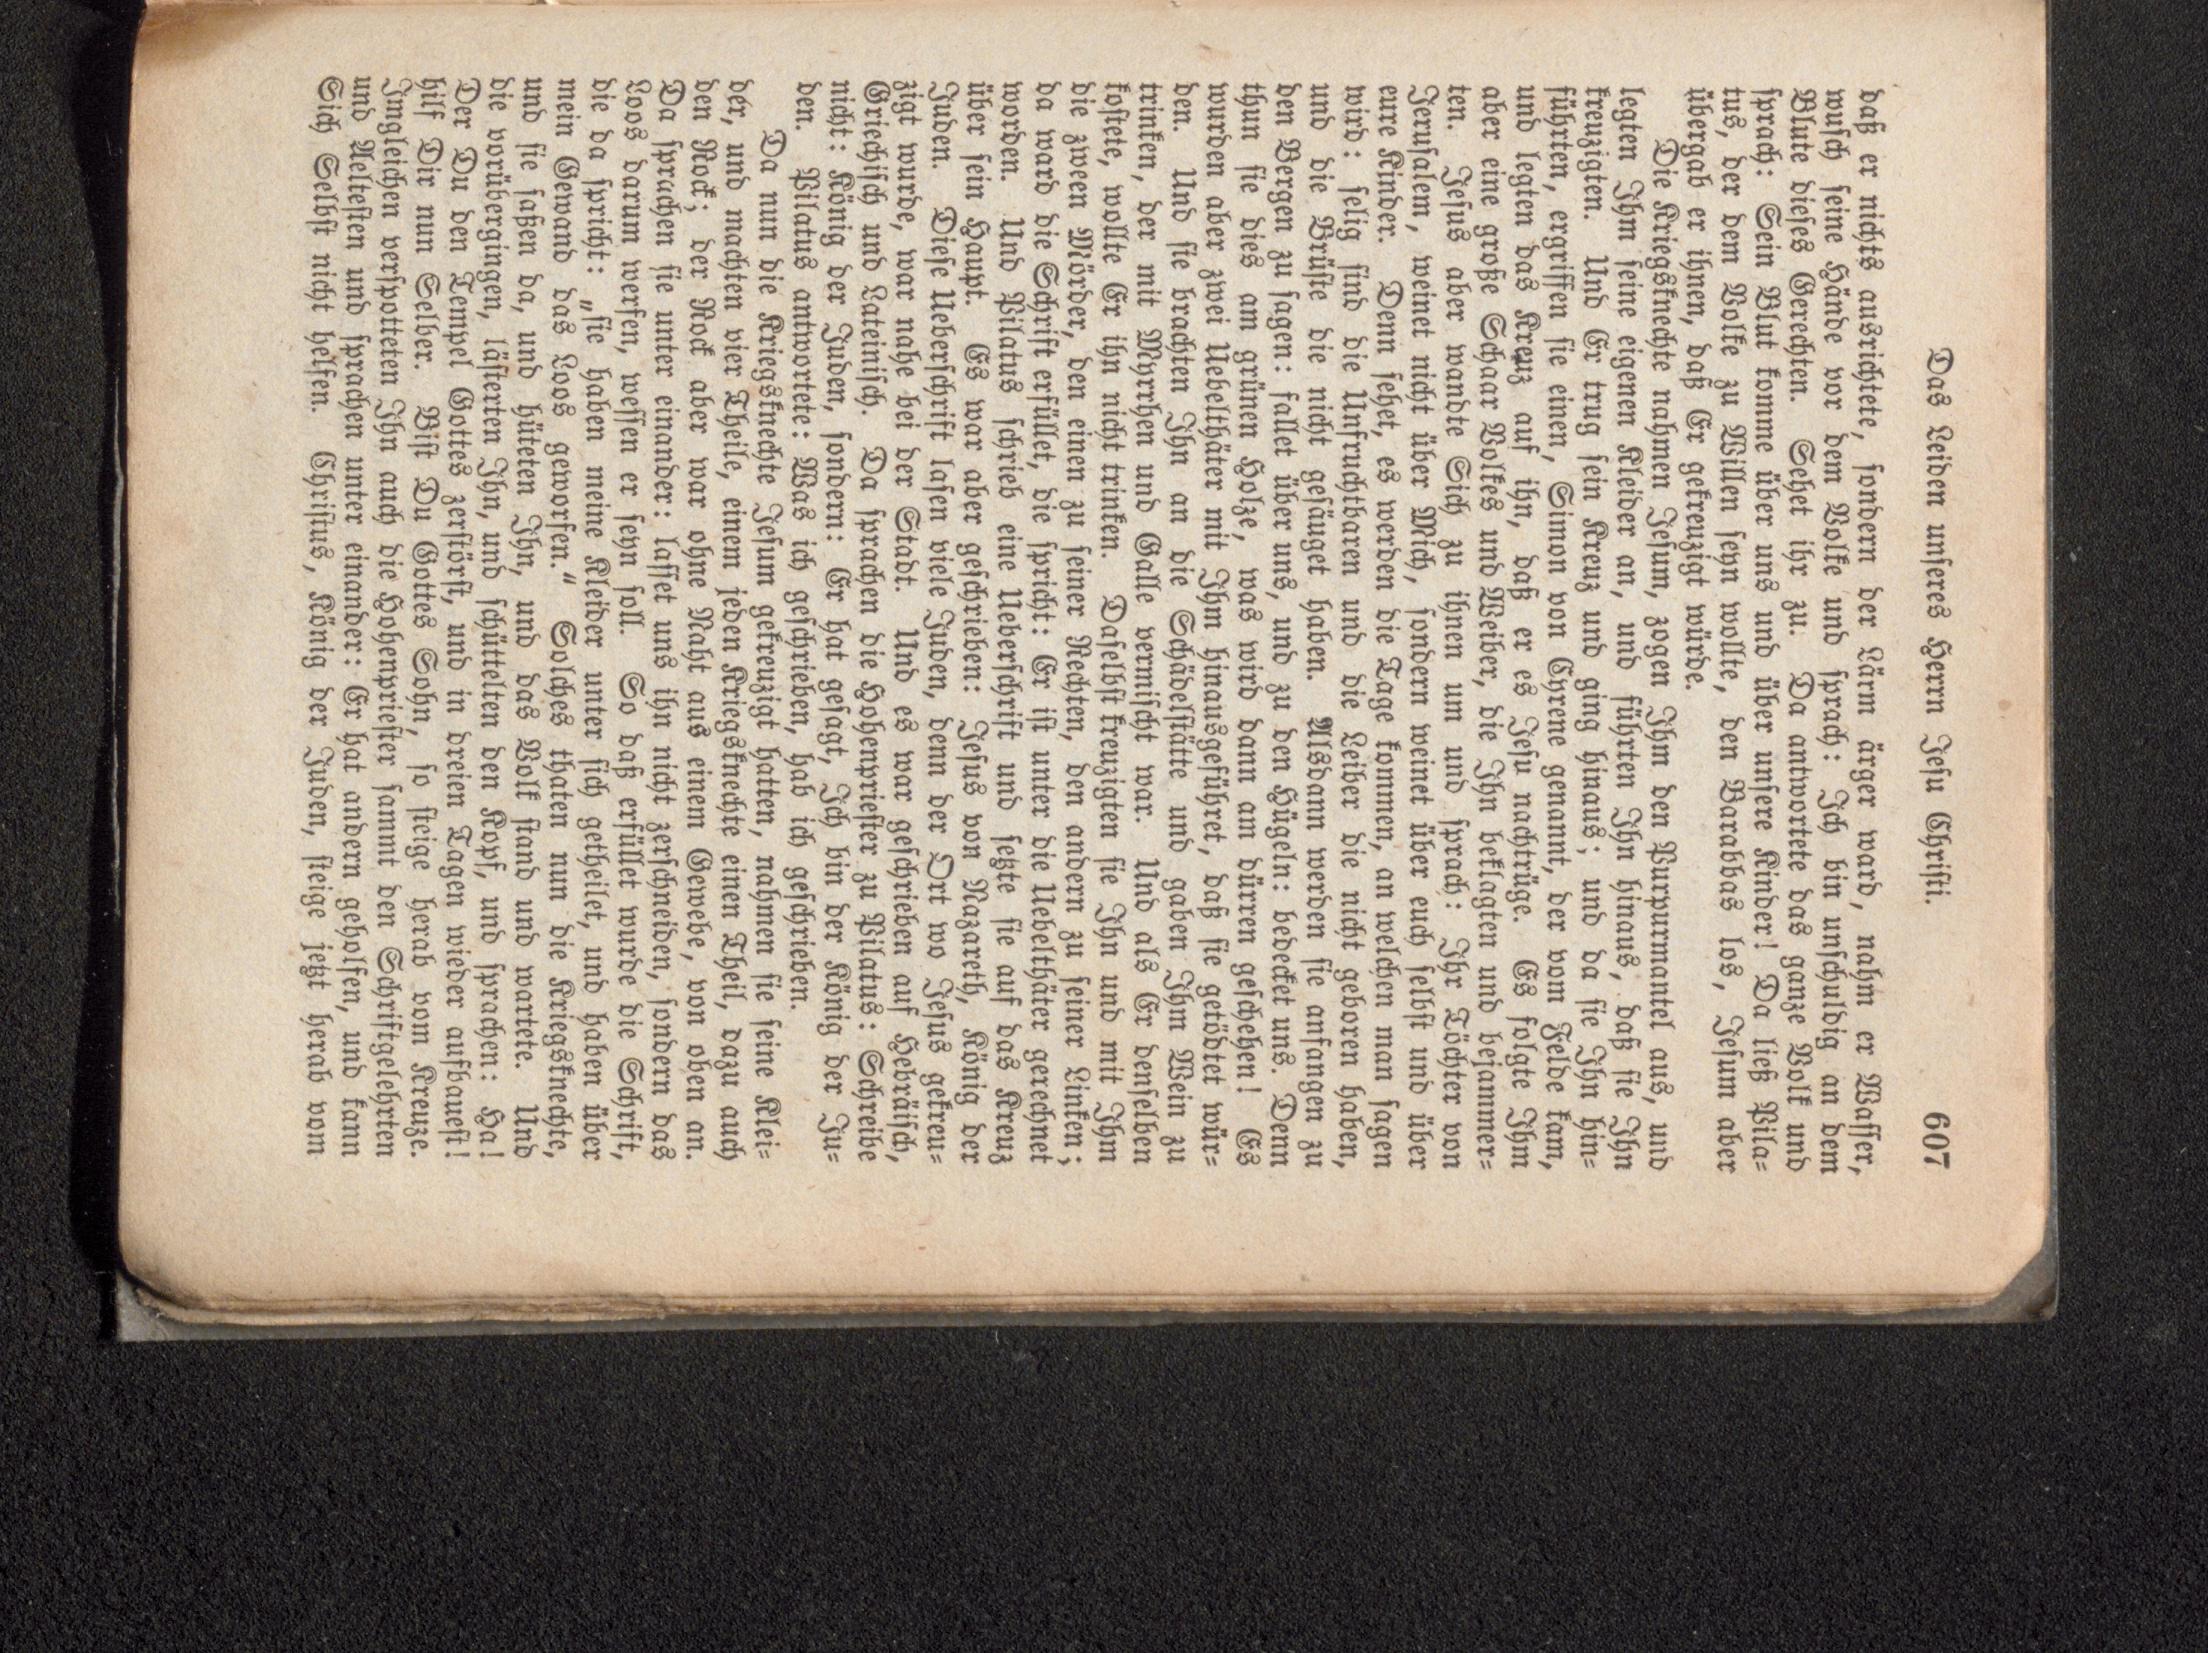 Das Leiden unseres Herrn Jesu Christi. 607
daß er nichts ausrichtete, sondern der Lärm ärger ward, nahm er Wasser,
wusch seine Hände vor dem Volke und sprach: Ich bin unschuldig an dem
Blute dieses Gerechten. Sehet ihr zu. Da antwortete das ganze Volk und
sprach: Sein Blut komme über uns und über unsere Kinder! Da ließ Pila-
tus, der dem Volke zu Willen seyn wollte, den Barabbas los, Jesum aber
übergab er ihnen, daß Er gekreuzigt würde.
Die Kriegsknechte nahmen Jesum, zogen Ihm den Purpurmantel aus, und
legten Ihm seine eigenen Kleider an, und führten Ihn hinaus, daß sie Ihn
kreuzigten. Und Er trug sein Kreuz und ging hinaus; und da sie Ihn hin-
führten, ergriffen sie einen, Simon von Cyrene genannt, der vom Felde kam,
und legten das Kreuz auf ihn, daß er es Jesu nachtrüge. Es folgte Ihm
aber eine große Schaar Volkes und Weiber, die Ihn beklagten und bejammer-
ten. Jesus aber wandte Sich zu ihnen um und sprach: Ihr Töchter von
Jerusalem, weinet nicht über Mich, sondern weinet über euch selbst und über
eure Kinder. Denn sehet, es werden die Tage kommen, an welchen man sagen
wird: selig sind die Unfruchtbaren und die Leiber die nicht geboren haben,
und die Brüste die nicht gesäuget haben. Alsdann werden sie anfangen zu
den Bergen zu sagen: fallet über uns, und zu den Hügeln: bedecket uns. Denn
thun sie dies am grünen Holze, was wird dann am dürren geschehen! Es
wurden aber zwei Uebelthäter mit Ihm hinausgeführet, daß sie getödtet wür-
den. Und sie brachten Ihn an die Schädelstätte und gaben Ihm Wein zu
trinken, der mit Myrrhen und Galle vermischt war. Und als Er denselben
kostete, wollte Er ihn nicht trinken. Daselbst kreuzigten sie Ihn und mit Ihm
die zween Mörder, den einen zu seiner Rechten, den andern zu seiner Linken;
da ward die Schrift erfüllet, die spricht: Er ist unter die Uebelthäter gerechnet
worden. Und Pilatus schrieb eine Ueberschrift und setzte sie auf das Kreuz
über sein Haupt. Es war aber geschrieben: Jesus von Nazareth, König der
Juden. Diese Ueberschrift lasen viele Juden, denn der Ort wo Jesus gekreu-
zigt wurde, war nahe bei der Stadt. Und es war geschrieben auf Hebräisch,
Griechisch und Lateinisch. Da sprachen die Hohenpriester zu Pilatus: Schreibe
nicht: König der Juden, sondern: Er hat gesagt, Ich bin der König der Ju-
den. Pilatus antwortete: Was ich geschrieben, hab ich geschrieben.
Da nun die Kriegsknechte Jesum gekreuzigt hatten, nahmen sie seine Klei-
der, und machten vier Theile, einem jeden Kriegsknechte einen Theil, dazu auch
den Rock; der Rock aber war ohne Naht aus einem Gewebe, von oben an.
Da sprachen sie unter einander: lasset uns ihn nicht zerschneiden, sondern das
Loos darum werfen, wessen er seyn soll. So daß erfüllet wurde die Schrift,
die da spricht: „sie haben meine Kleider unter sich getheilet, und haben über
mein Gewand das Loos geworfen.“ Solches thaten nun die Kriegsknechte,
und sie saßen da, und hüteten Ihn, und das Volk stand und wartete. Und
die vorübergingen, lästerten Ihn, und schüttelten den Kopf, und sprachen: Ha!
Der Du den Tempel Gottes zerstörst, und in dreien Tagen wieder aufbauest!
hilf Dir nun Selber. Bist Du Gottes Sohn, so steige herab vom Kreuze.
Imgleichen verspotteten Ihn auch die Hohenpriester sammt den Schriftgelehrten
und Aeltesten und sprachen unter einander: Er hat andern geholfen, und kann
Sich Selbst nicht helfen. Christus, König der Juden, steige jetzt herab vom